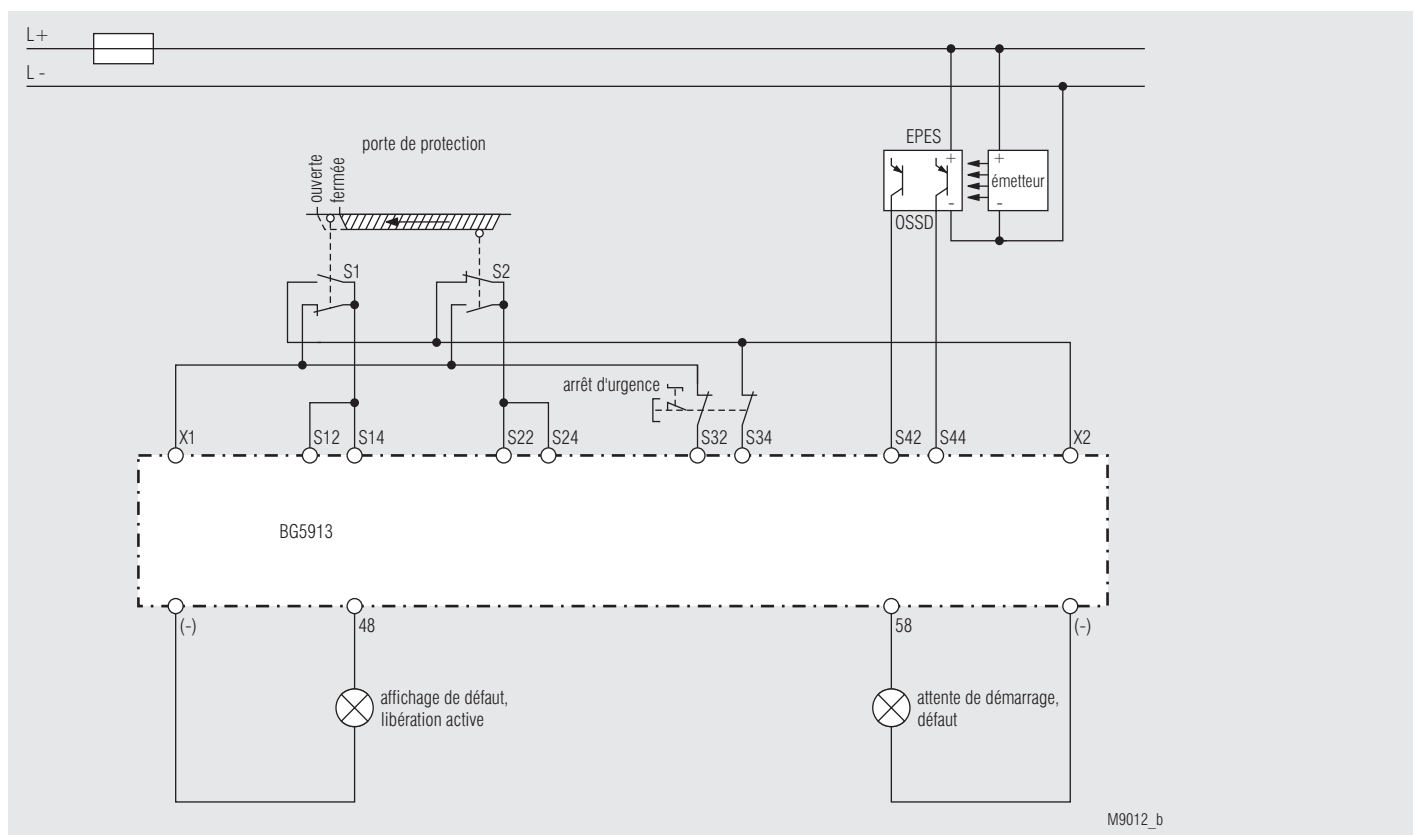 L+
L -
EPES
porte de protection
ouverte
fermée
+
+
émetteur
-
-
OSSD
S1
S2
arrêt d'urgence
X1
S12
S14
S22
S24
S32
S34
S42
S44
X2
BG5913
(-)
48
58
(-)
affichage de défaut,
libération active
attente de démarrage,
défaut
M9012_b